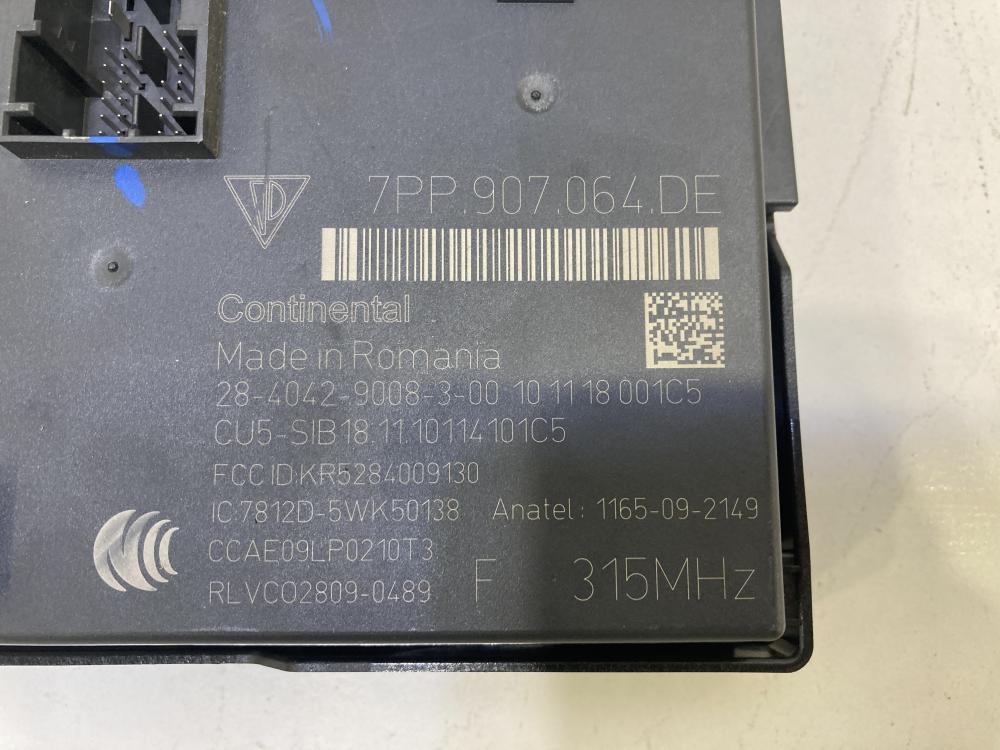 7PP.907.064.DE
Continental
Made in Romania
28-4042-9008-3-00 10 11 18 001C5
CU5-SIB18.11.10114101C5
FCC ID:KR5284009130
IC:7812D-5WK50138 Anatel: 1165-09-2149
CCAE09LP0210T3
RLVCO2809-0489 F 315MHz